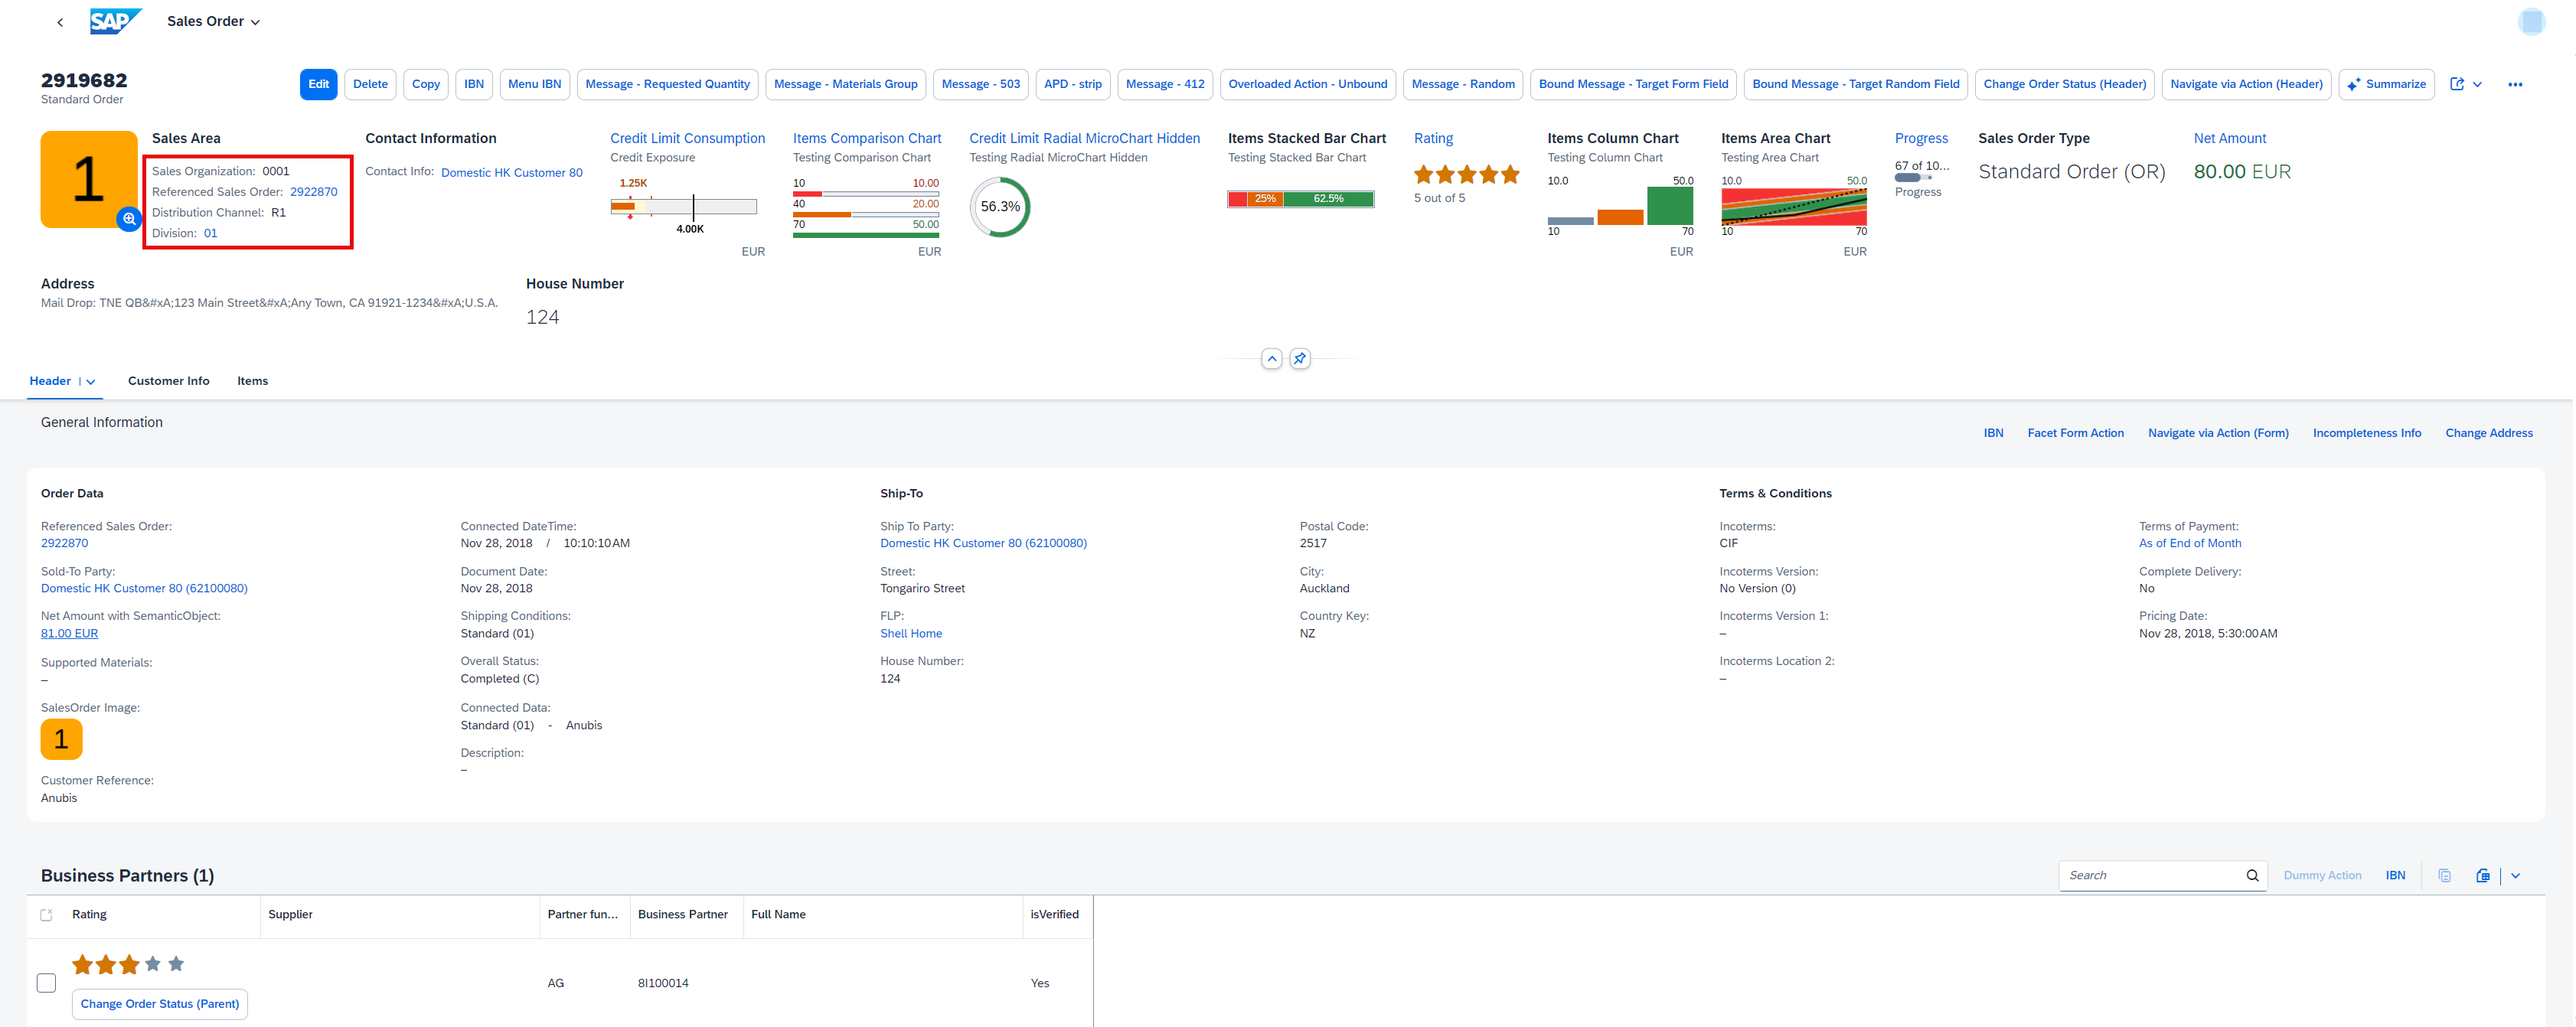 SAP Sales Order
2919682
Standard Order
Edit Delete Copy IBN Menu IBN Message - Requested Quantity Message - Materials Group Message - 503 APD - strip Message - 412 Overloaded Action - Unbound Message - Random Bound Message - Target Form Field Bound Message - Target Random Field Change Order Status (Header) Navigate via Action (Header) Summarize
1
Sales Area
Sales Organization: 0001
Referenced Sales Order: 2922870
Distribution Channel: R1
Division: 01
Contact Information
Contact Info: Domestic HK Customer 80
Credit Limit Consumption
Credit Exposure
1.25K
4.00K
EUR
Items Comparison Chart
Testing Comparison Chart
10 10.00
40 20.00
70 50.00
EUR
Credit Limit Radial MicroChart Hidden
Testing Radial MicroChart Hidden
56.3%
Items Stacked Bar Chart
Testing Stacked Bar Chart
25% 62.5%
Rating
5 out of 5
Items Column Chart
Testing Column Chart
10.0 50.0
10 70
EUR
Items Area Chart
Testing Area Chart
10.0 50.0
10 70
EUR
Progress
67 of 10...
Progress
Sales Order Type
Standard Order (OR)
Net Amount
80.00 EUR
Address
Mail Drop: TNE QB&#xA;123 Main Street&#xA;Any Town, CA 91921-1234&#xA;U.S.A.
House Number
124
Header Customer Info Items
General Information
IBN Facet Form Action Navigate via Action (Form) Incompleteness Info Change Address
Order Data
Referenced Sales Order:
2922870
Sold-To Party:
Domestic HK Customer 80 (62100080)
Net Amount with SemanticObject:
81.00 EUR
Supported Materials:
–
SalesOrder Image:
1
Customer Reference:
Anubis
Connected DateTime:
Nov 28, 2018 / 10:10:10 AM
Document Date:
Nov 28, 2018
Shipping Conditions:
Standard (01)
Overall Status:
Completed (C)
Connected Data:
Standard (01) - Anubis
Description:
–
Ship-To
Ship To Party:
Domestic HK Customer 80 (62100080)
Street:
Tongariro Street
FLP:
Shell Home
House Number:
124
Postal Code:
2517
City:
Auckland
Country Key:
NZ
Terms & Conditions
Incoterms:
CIF
Incoterms Version:
No Version (0)
Incoterms Version 1:
–
Incoterms Location 2:
–
Terms of Payment:
As of End of Month
Complete Delivery:
No
Pricing Date:
Nov 28, 2018, 5:30:00 AM
Business Partners (1)
Search Dummy Action IBN
Rating Supplier Partner fun... Business Partner Full Name isVerified
AG 8I100014 Yes
Change Order Status (Parent)